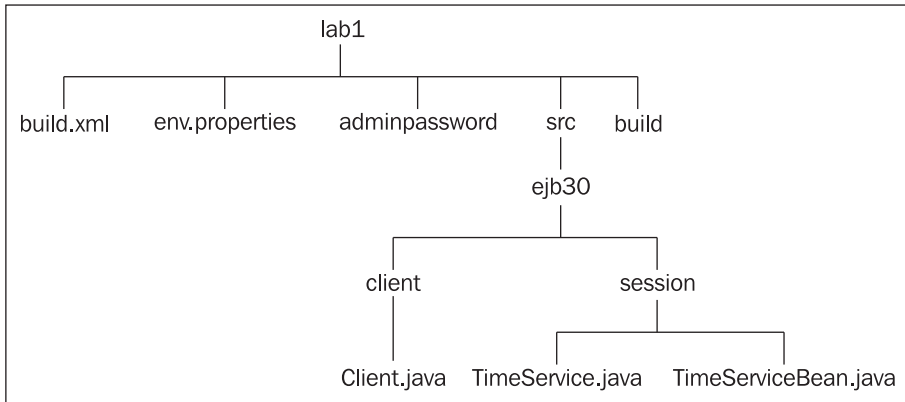 lab1
build.xml env.properties adminpassword src build
ejb30
client session
Client.java TimeService.java TimeServiceBean.java